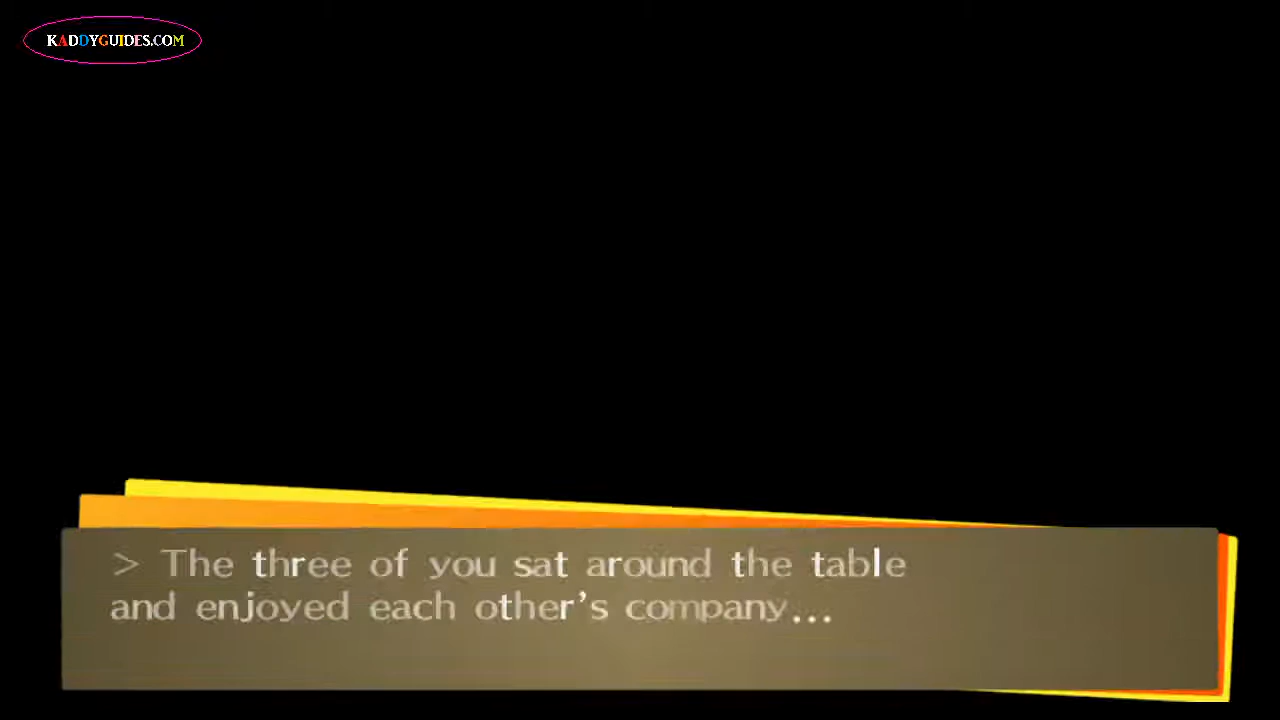 KADDYGUIDES.COM
> The three of you sat around the table
and enjoyed each other's company...